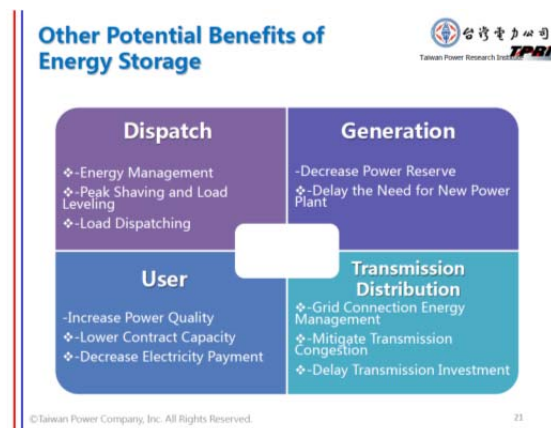 Other Potential Benefits of
Energy Storage
台灣電力公司
TPRI
Taiwan Power Research
Dispatch
❖-Energy Management
❖-Peak Shaving and Load
Leveling
❖-Load Dispatching
Generation
-Decrease Power Reserve
❖-Delay the Need for New Power
Plant
User
-Increase Power Quality
❖-Lower Contract Capacity
❖-Decrease Electricity Payment
Transmission
Distribution
❖-Grid Connection Energy
Management
❖-Mitigate Transmission
Congestion
❖-Delay Transmission Investment
©Taiwan Power Company, Inc. All Rights Reserved.
21